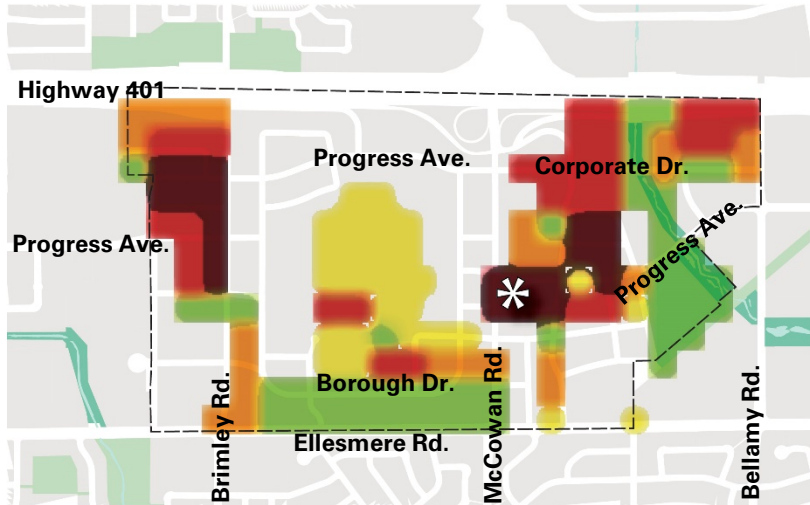 Highway 401
Progress Ave.
Corporate Dr.
Progress Ave.
Progress Ave.
Borough Dr.
Ellesmere Rd.
Brimley Rd.
McCowan Rd.
Bellamy Rd.